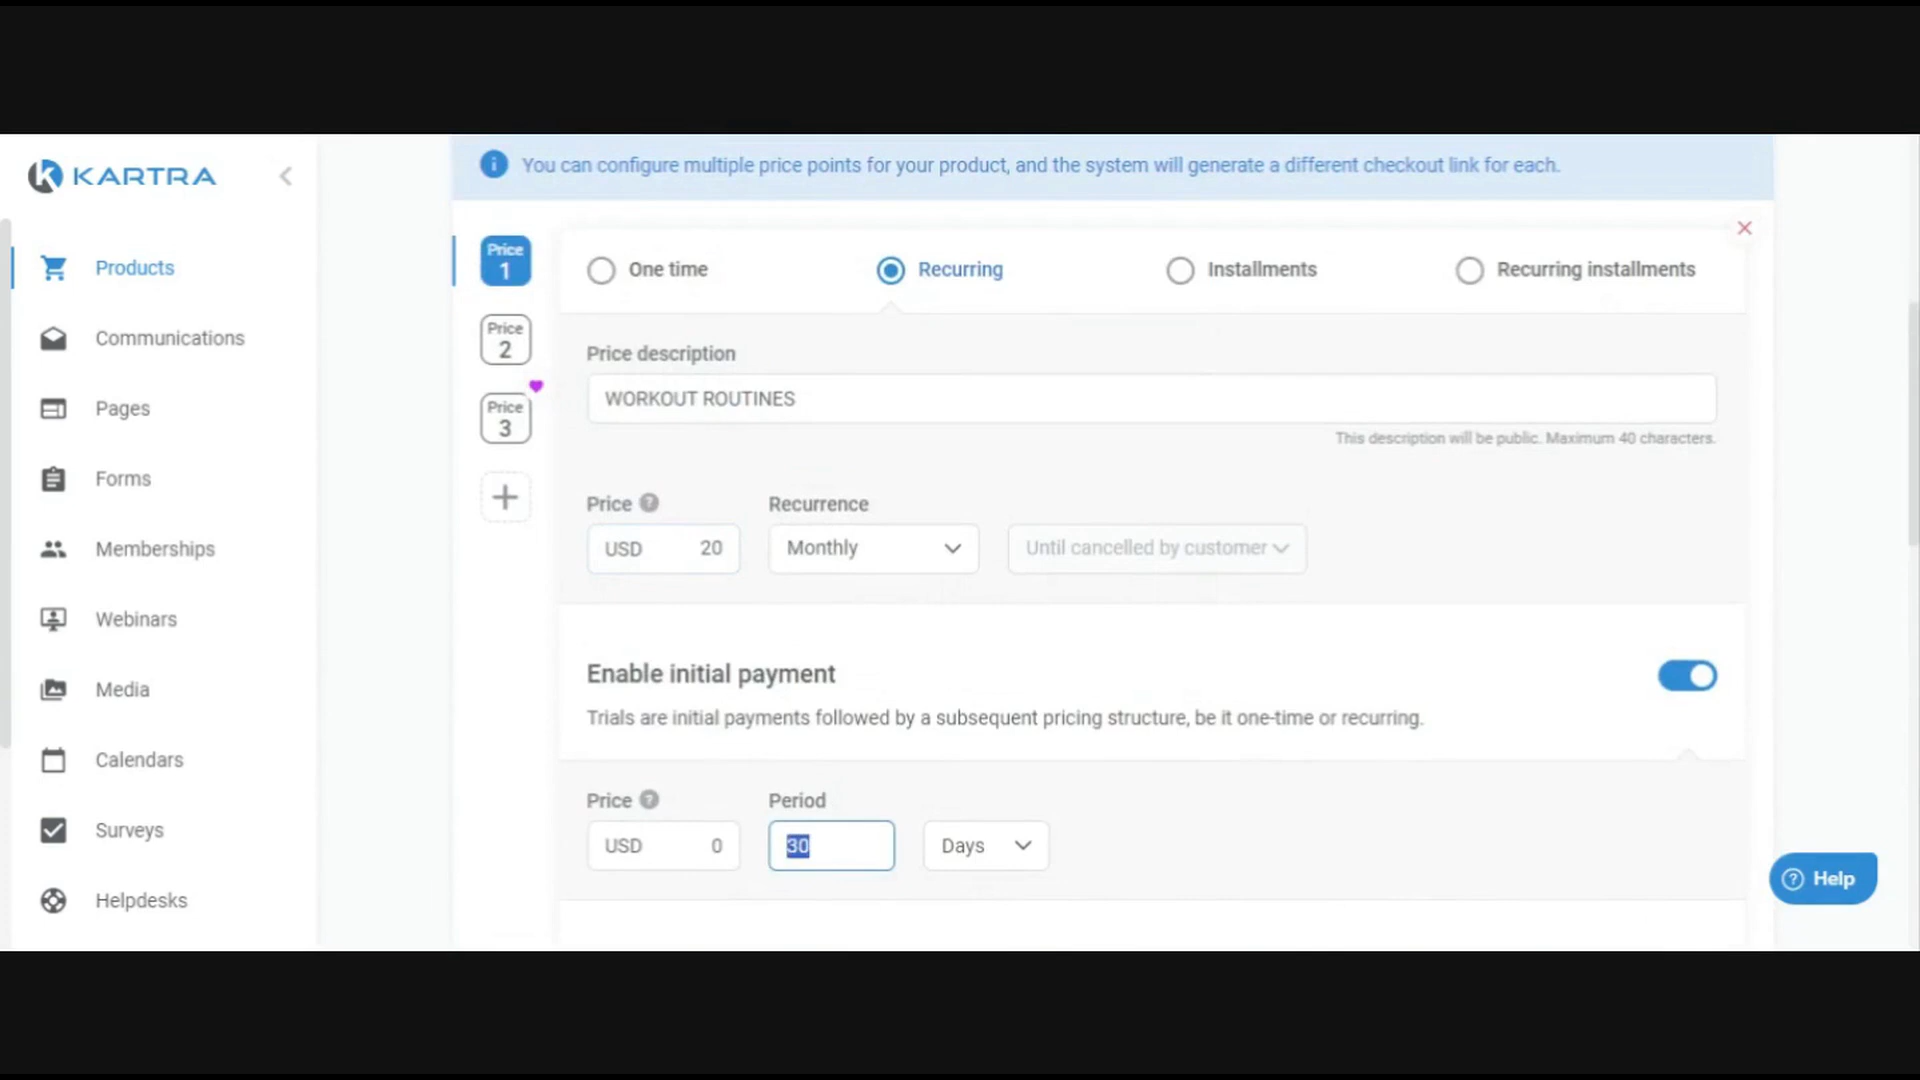 KARTRA
Products
Communications
Pages
Forms
Memberships
Webinars
Media
Calendars
Surveys
Helpdesks
You can configure multiple price points for your product, and the system will generate a different checkout link for each.
Price
1
Price
2
Price
3
One time
Recurring
Installments
Recurring installments
Price description
WORKOUT ROUTINES
This description will be public. Maximum 40 characters.
Price
Recurrence
USD 20
Monthly
Until cancelled by customer
Enable initial payment
Trials are initial payments followed by a subsequent pricing structure, be it one-time or recurring.
Price
Period
USD 0
30
Days
Help